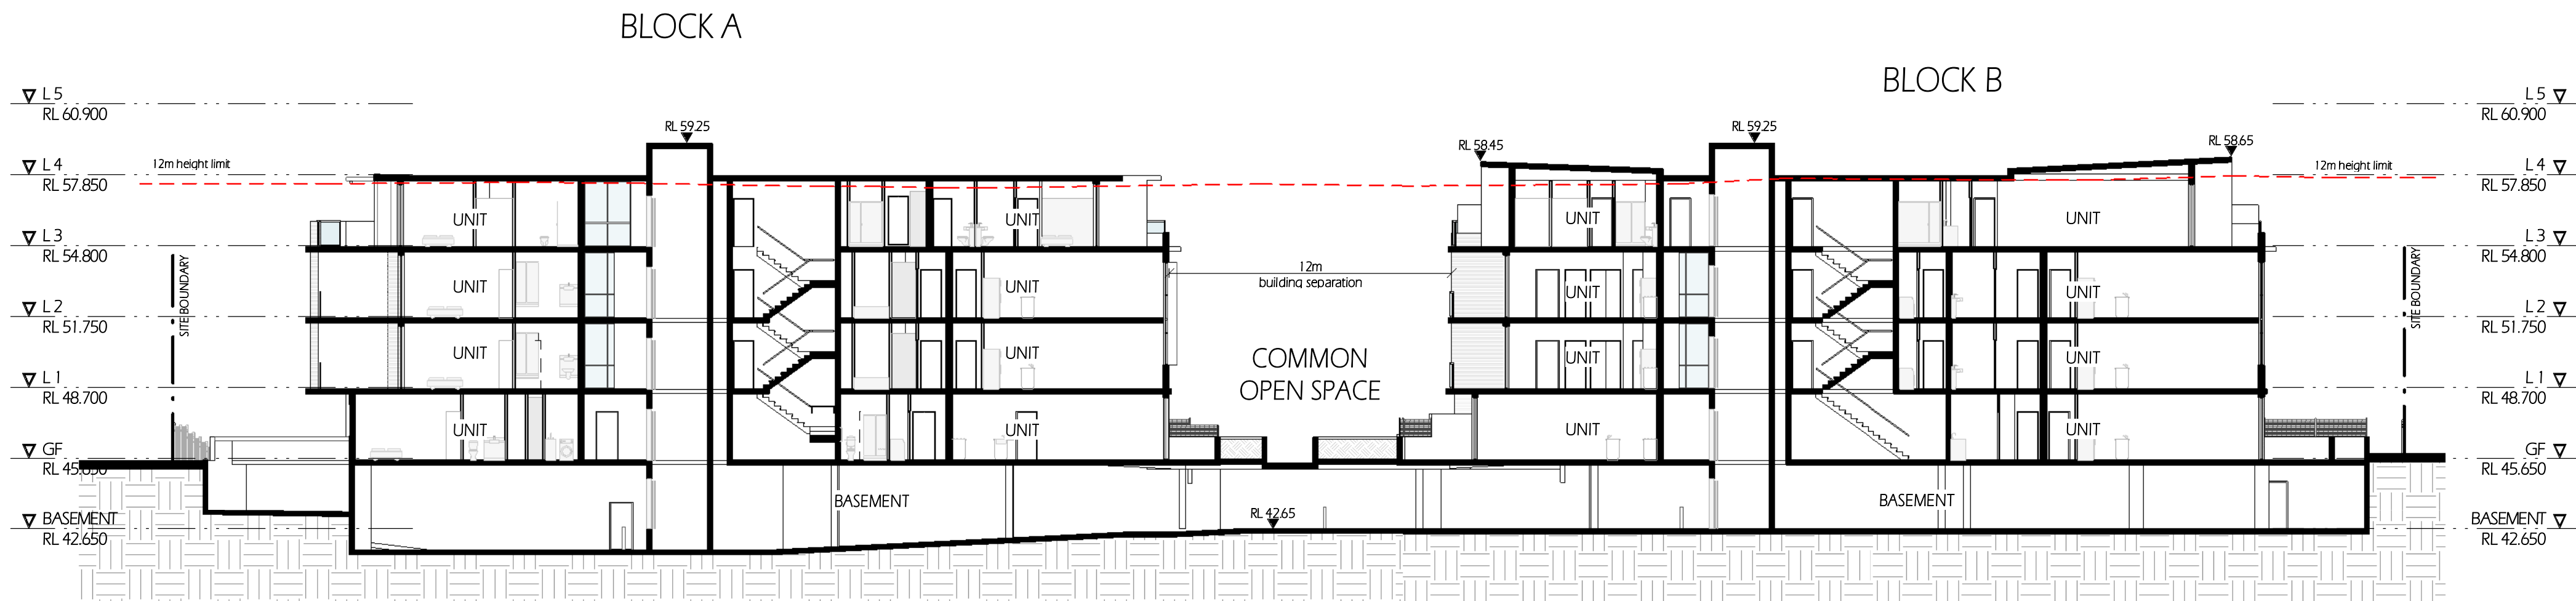 BLOCK A
BLOCK B
L 5
RL 60.900
L 5
RL 60.900
RL 59.25
RL 59.25
RL 58.45
RL 58.65
12m height limit
12m height limit
L 4
RL 57.850
L 4
RL 57.850
UNIT
UNIT
UNIT
UNIT
L 3
RL 54.800
L 3
RL 54.800
SITE BOUNDARY
SITE BOUNDARY
12m
building separation
UNIT
UNIT
UNIT
UNIT
L 2
RL 51.750
L 2
RL 51.750
UNIT
UNIT
UNIT
UNIT
COMMON
OPEN SPACE
L 1
RL 48.700
L 1
RL 48.700
UNIT
UNIT
UNIT
UNIT
GF
RL 45.650
GF
RL 45.650
BASEMENT
BASEMENT
RL 42.65
BASEMENT
RL 42.650
BASEMENT
RL 42.650